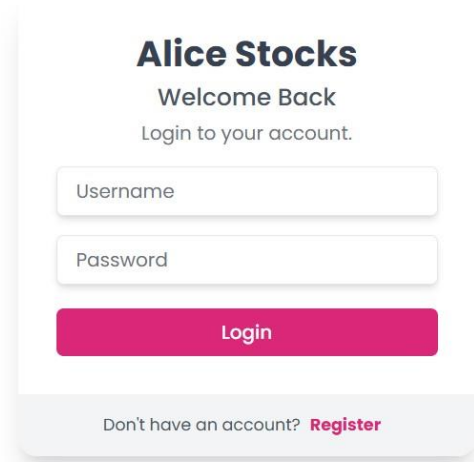 Alice Stocks
Welcome Back
Login to your account.
Username
Password
Login
Don't have an account? Register